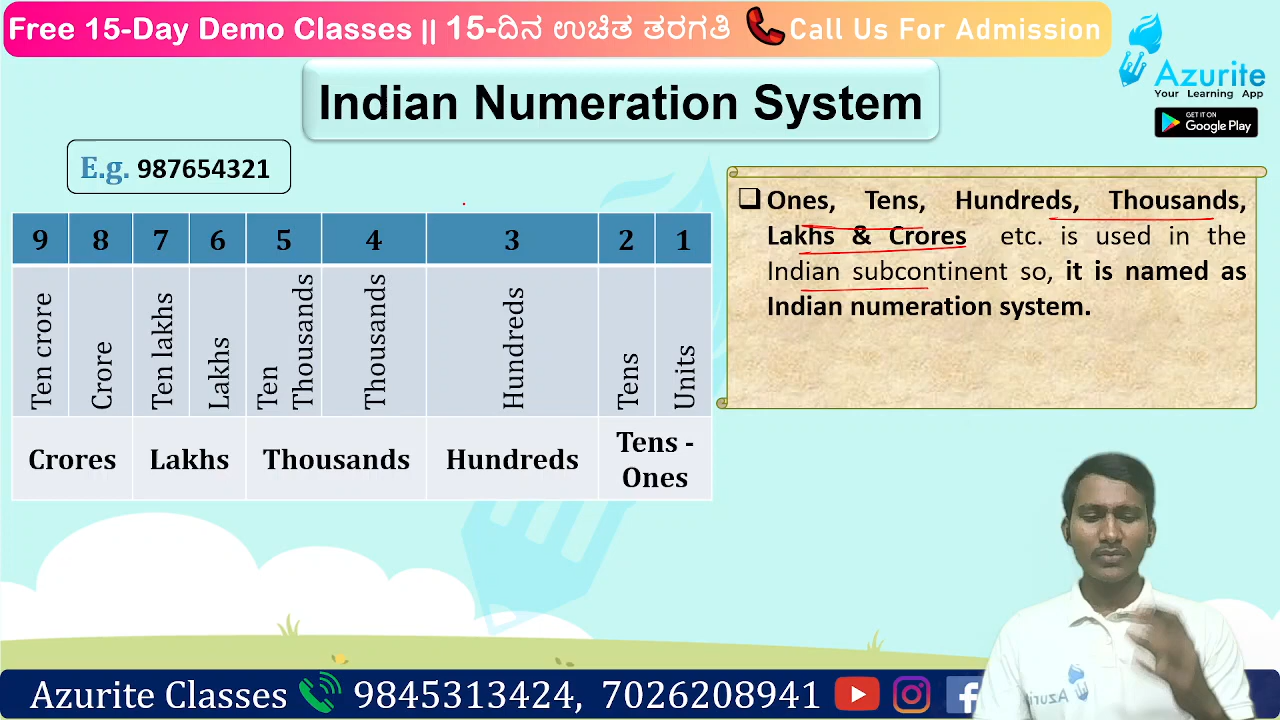 Free 15-Day Demo Classes || 15-ದಿನ ಉಚಿತ ತರಗತಿ 📞Call Us For Admission
Azurite
Your Learning App
GET IT ON
Google Play
Indian Numeration System
E.g. 987654321
9 8 7 6 5 4 3 2 1
Ten crore
Crore
Ten lakhs
Lakhs
Ten
Thousands
Thousands
Hundreds
Tens
Units
Crores Lakhs Thousands Hundreds Tens -
Ones
Ones, Tens, Hundreds, Thousands,
Lakhs & Crores etc. is used in the
Indian subcontinent so, it is named as
Indian numeration system.
Azurite
Azurite Classes 9845313424, 7026208941